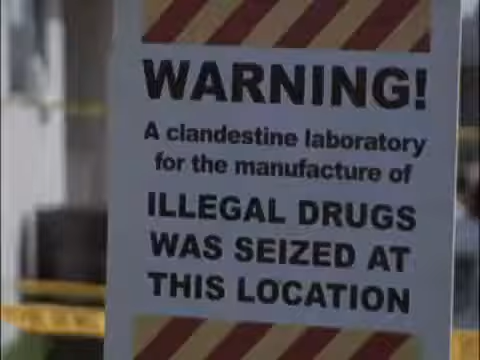 WARNING!
A clandestine laboratory
for the manufacture of
ILLEGAL DRUGS
WAS SEIZED AT
THIS LOCATION